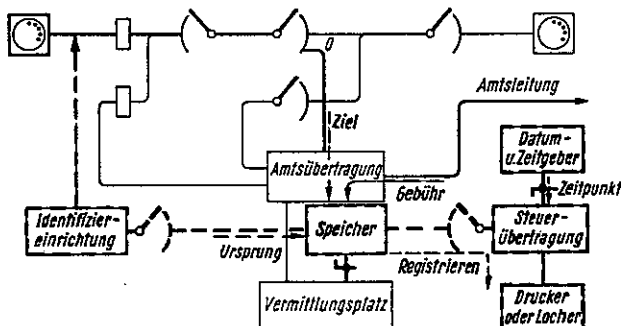 0
Amtsleitung
Ziel
Datum-
u.Zeitgeber
Amtsübertragung
Gebühr
Zeitpunkt
Identifizier-
einrichtung
Ursprung
Speicher
Steuer-
übertragung
Registrieren
Vermittlungsplatz
Drucker
oder Locher